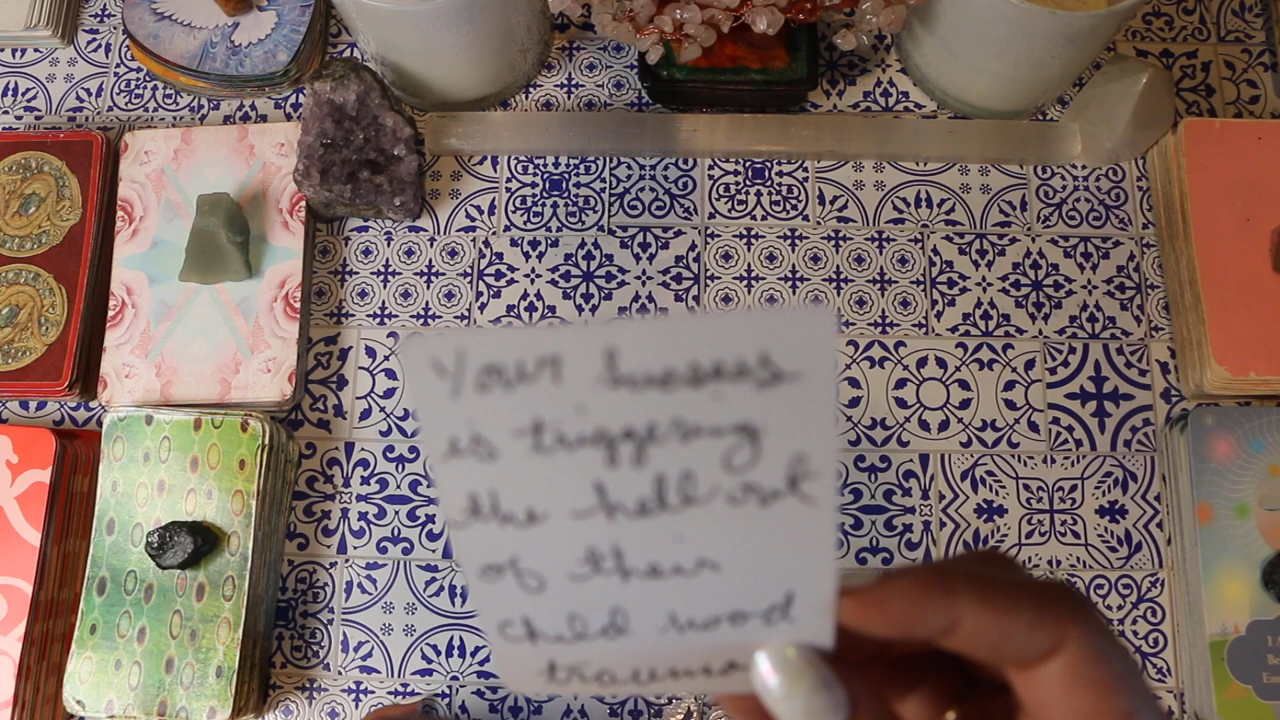 Your
is triggering
the hell out
of their
child hood
trauma